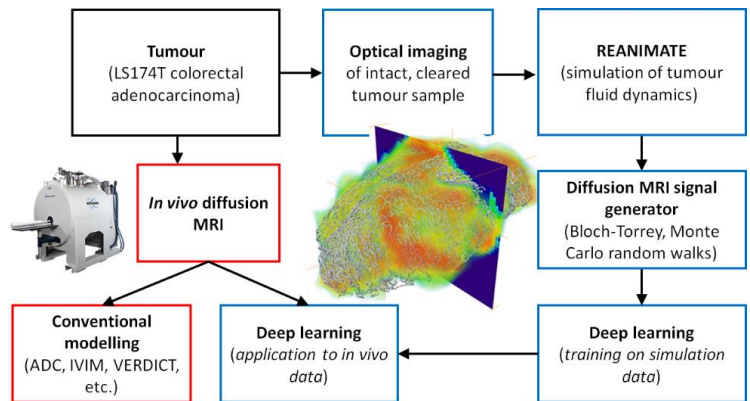 Tumour
(LS174T colorectal
adenocarcinoma)
Optical imaging
of intact, cleared
tumour sample
REANIMATE
(simulation of tumour
fluid dynamics)
In vivo diffusion
MRI
Diffusion MRI signal
generator
(Bloch-Torrey, Monte
Carlo random walks)
Conventional
modelling
(ADC, IVIM, VERDICT,
etc.)
Deep learning
(application to in vivo
data)
Deep learning
(training on simulation
data)